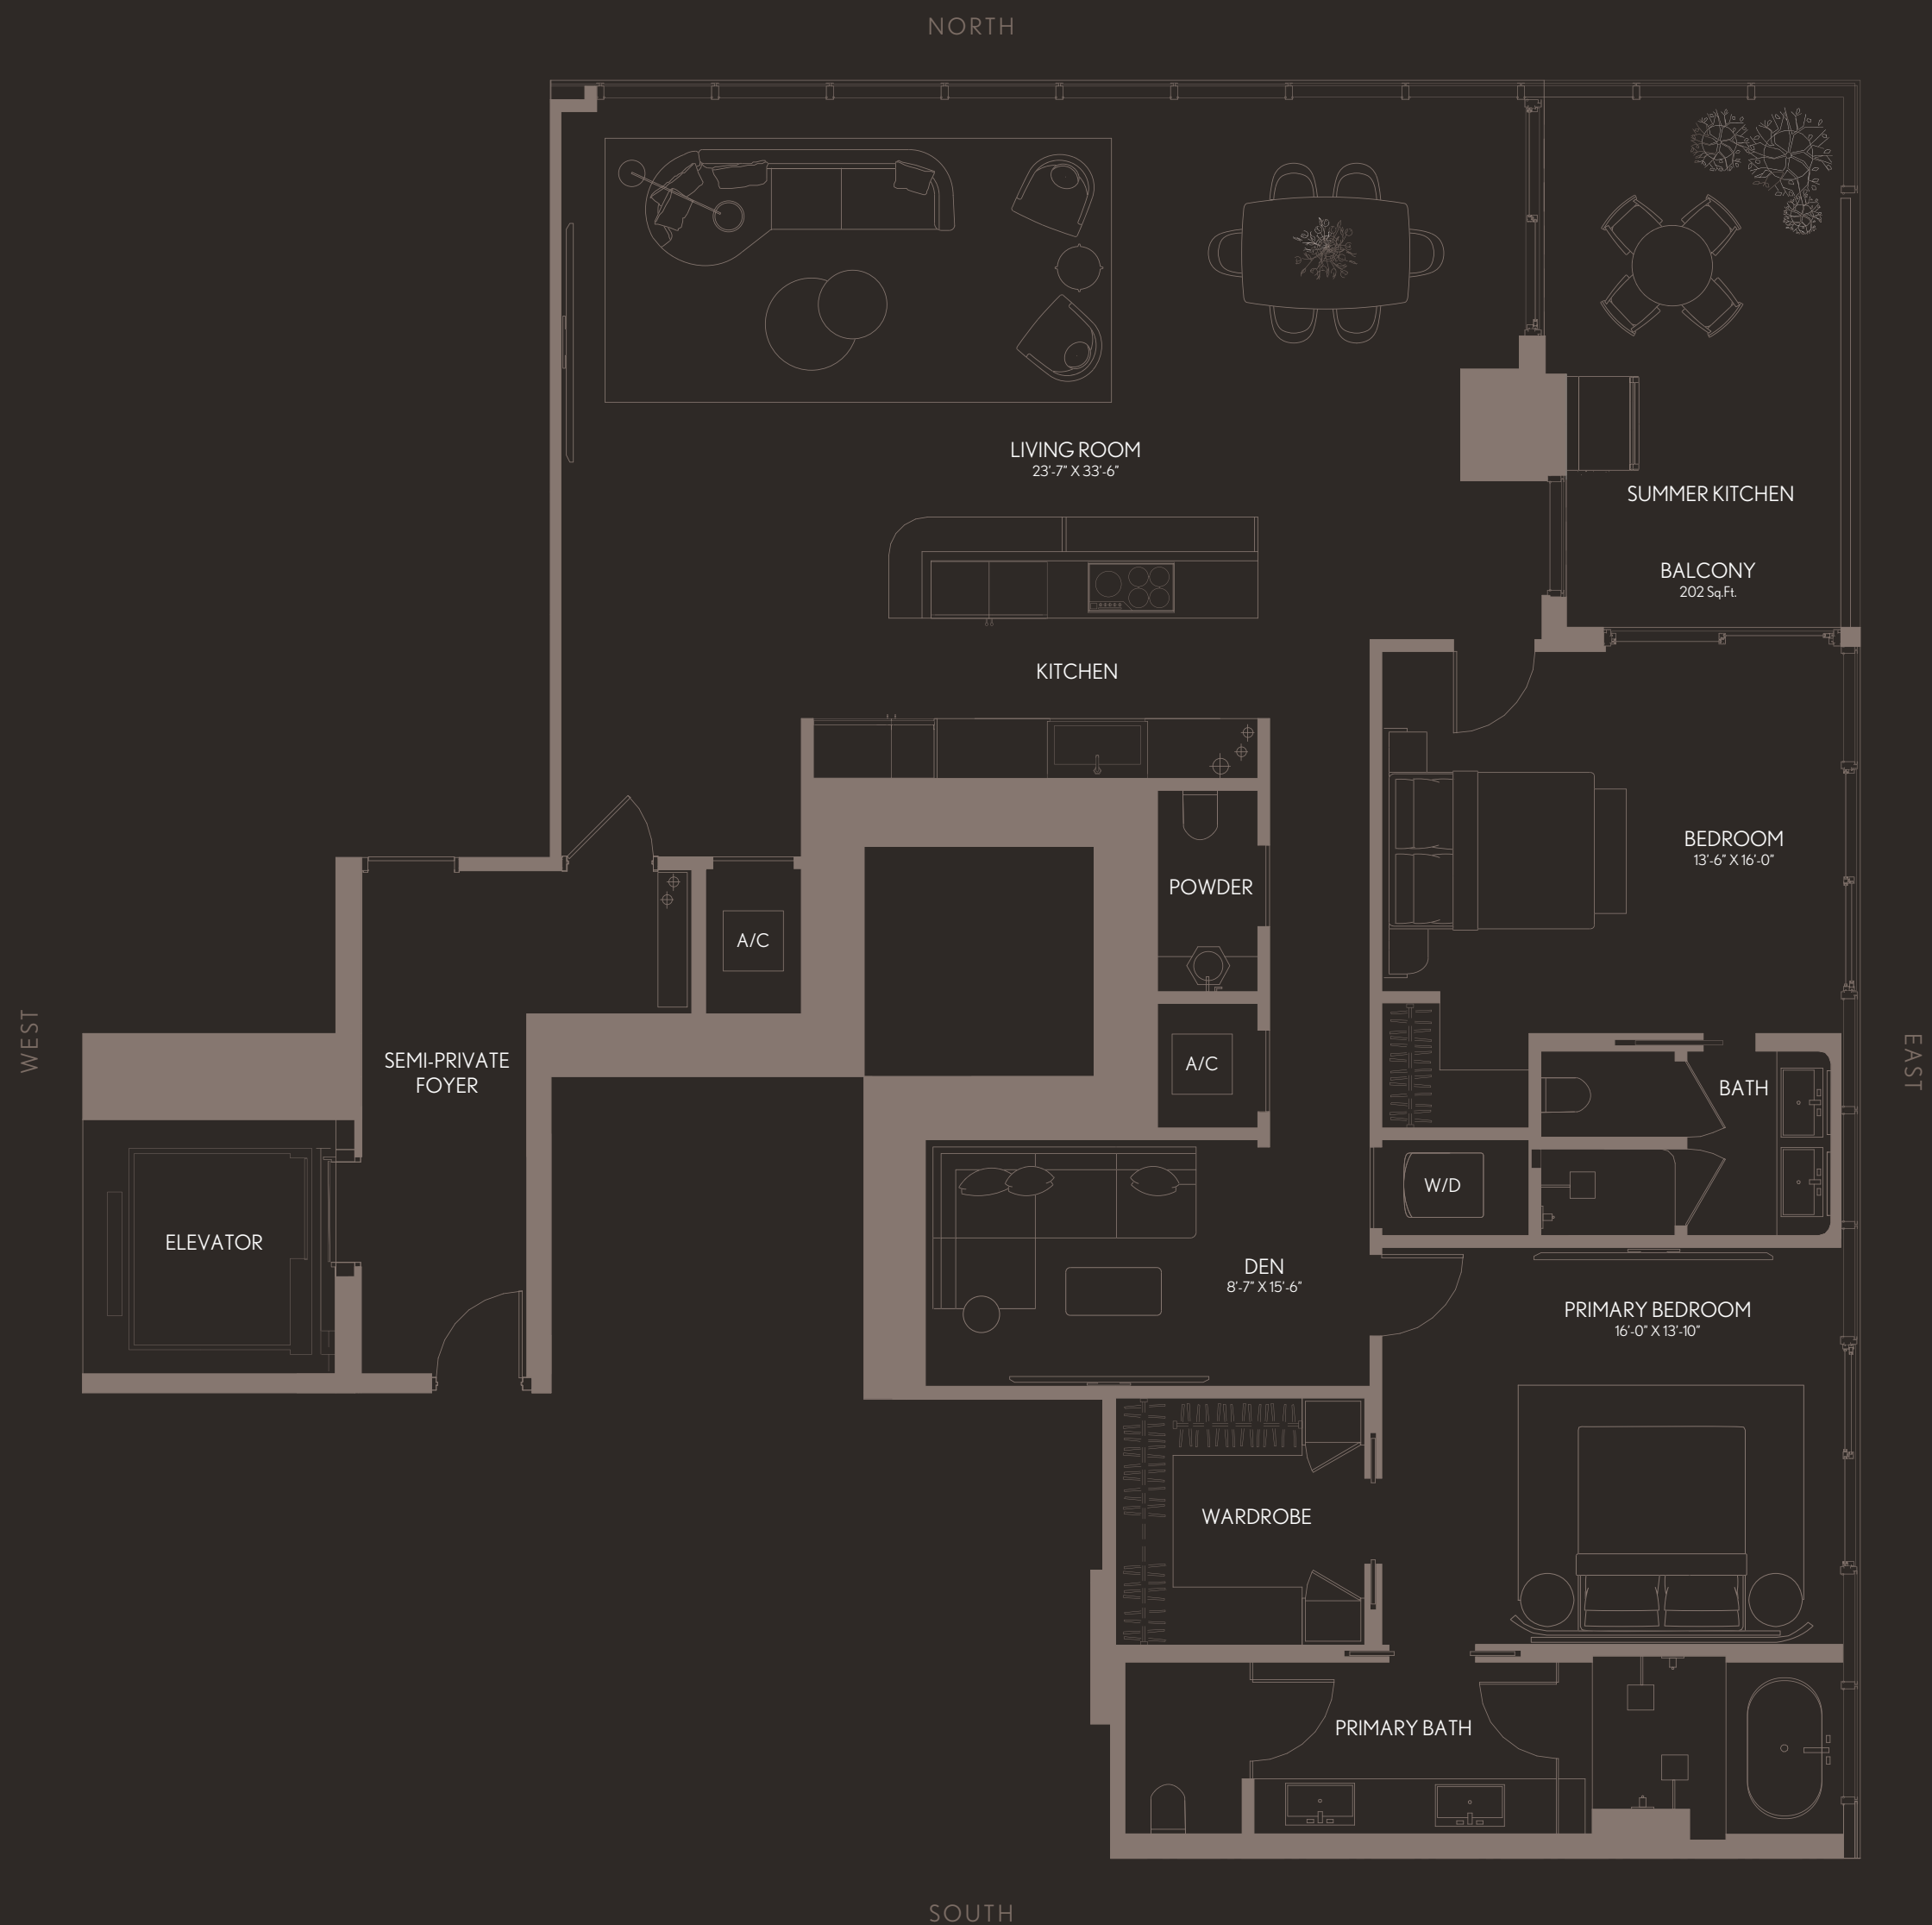 NORTH
LIVING ROOM
23'-7" X 33'-6"
SUMMER KITCHEN
BALCONY
202 Sq.Ft.
KITCHEN
BEDROOM
13'-6" X 16'-0"
POWDER
A/C
WEST
SEMI-PRIVATE
FOYER
A/C
EAST
BATH
W/D
ELEVATOR
DEN
8'-7" X 15'-6"
PRIMARY BEDROOM
16'-0" X 13'-10"
WARDROBE
PRIMARY BATH
SOUTH